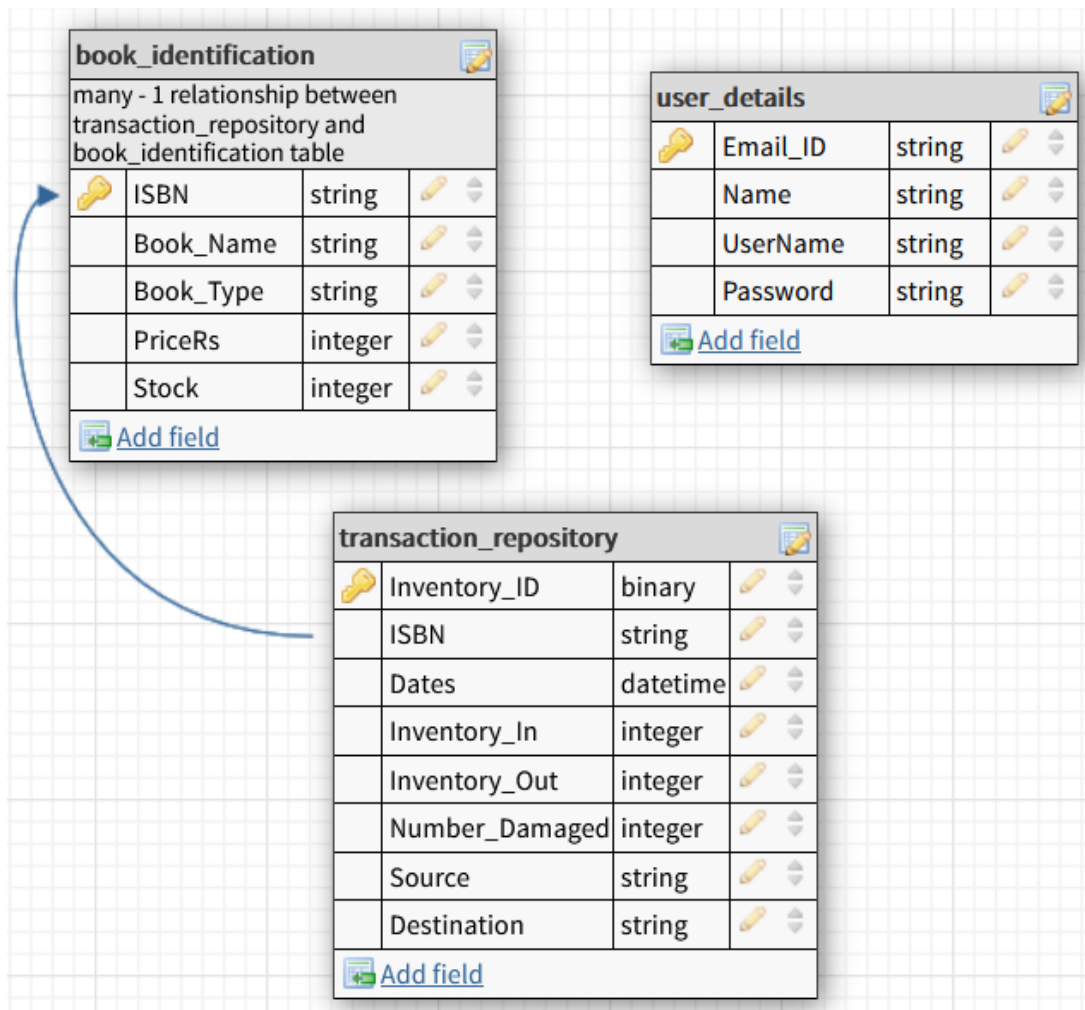 book_identification
many - 1 relationship between
transaction_repository and
book_identification table
ISBN string
Book_Name string
Book_Type string
PriceRs integer
Stock integer
Add field
user_details
Email_ID string
Name string
UserName string
Password string
Add field
transaction_repository
Inventory_ID binary
ISBN string
Dates datetime
Inventory_In integer
Inventory_Out integer
Number_Damaged integer
Source string
Destination string
Add field